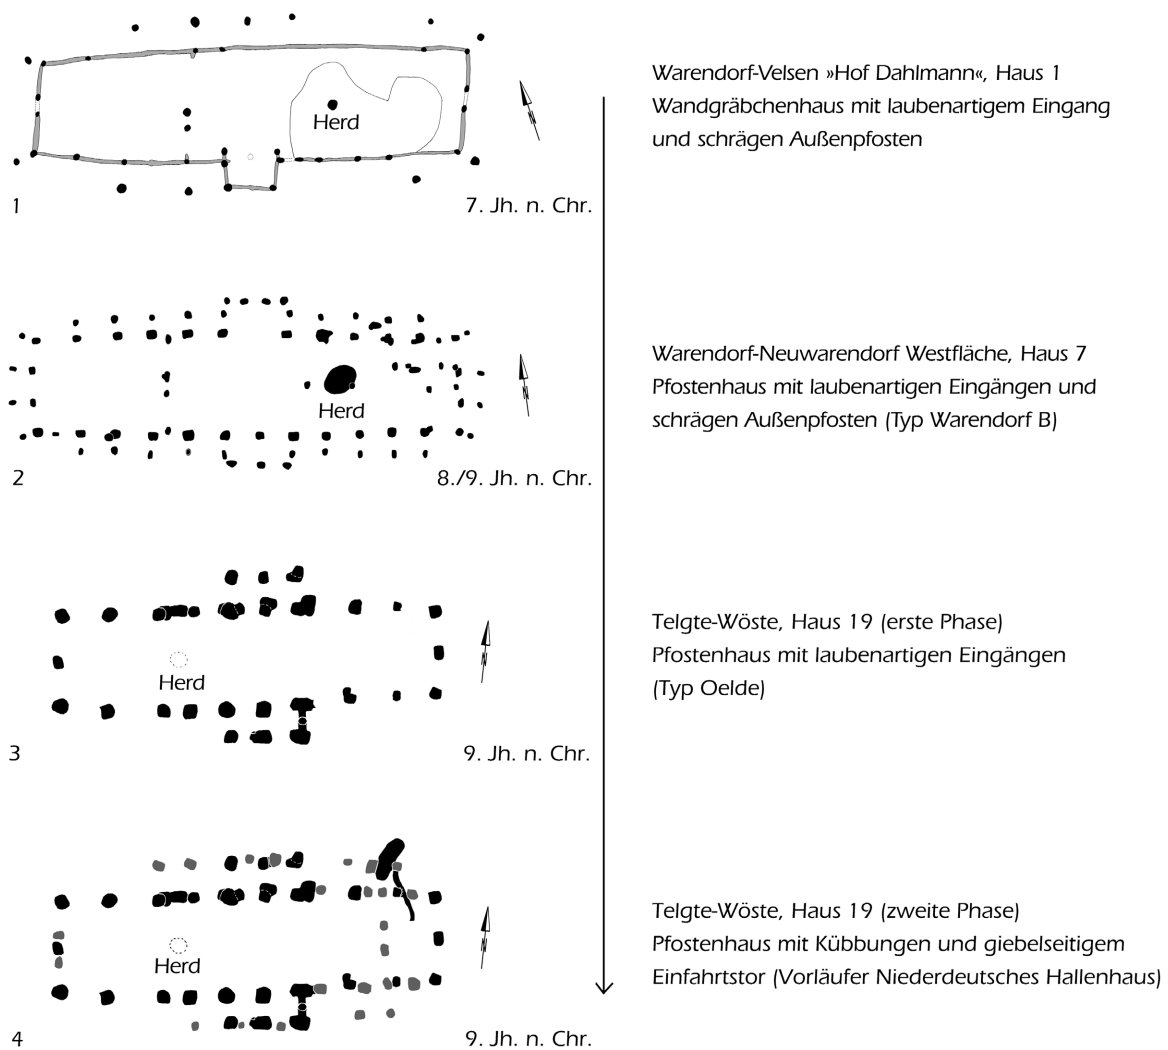 Herd
1
7. Jh. n. Chr.
Warendorf-Velsen »Hof Dahlmann«, Haus 1
Wandgräbchenhaus mit laubenartigem Eingang
und schrägen Außenpfosten
Herd
2
8./9. Jh. n. Chr.
Warendorf-Neuwarendorf Westfläche, Haus 7
Pfostenhaus mit laubenartigen Eingängen und
schrägen Außenpfosten (Typ Warendorf B)
Herd
3
9. Jh. n. Chr.
Telgte-Wöste, Haus 19 (erste Phase)
Pfostenhaus mit laubenartigen Eingängen
(Typ Oelde)
Herd
4
9. Jh. n. Chr.
Telgte-Wöste, Haus 19 (zweite Phase)
Pfostenhaus mit Kübbungen und giebelseitigem
Einfahrtstor (Vorläufer Niederdeutsches Hallenhaus)